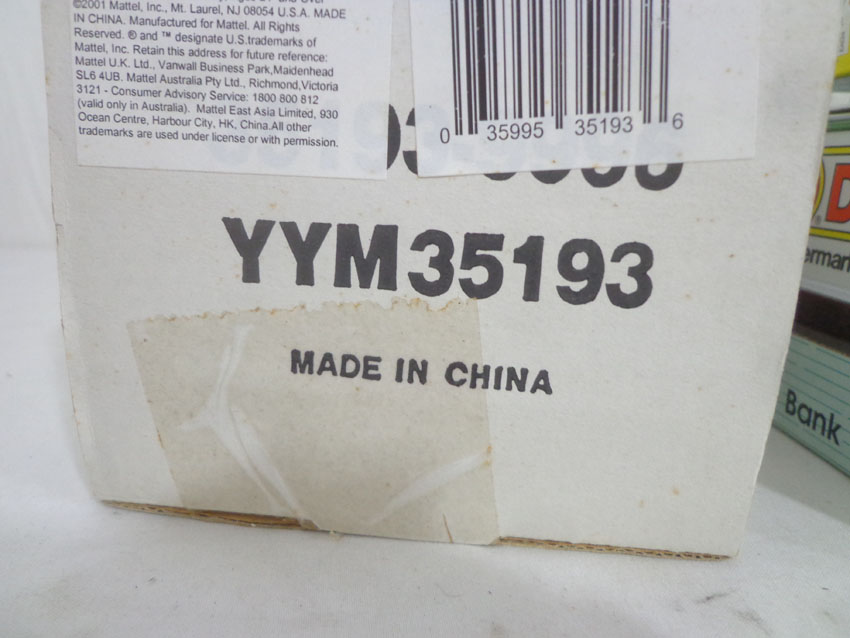 ©2001 Mattel, Inc., Mt. Laurel, NJ 08054 U.S.A. MADE
IN CHINA. Manufactured for Mattel. All Rights
Reserved. ® and ™ designate U.S.trademarks of
Mattel, Inc. Retain this address for future reference:
Mattel U.K. Ltd., Vanwall Business Park,Maidenhead
SL6 4UB. Mattel Australia Pty Ltd., Richmond,Victoria
3121 - Consumer Advisory Service: 1800 800 812
(valid only in Australia). Mattel East Asia Limited, 930
Ocean Centre, Harbour City, HK, China.All other
trademarks are used under license or with permission.
0 35995 35193 6
YYM35193
MADE IN CHINA
D
Bank